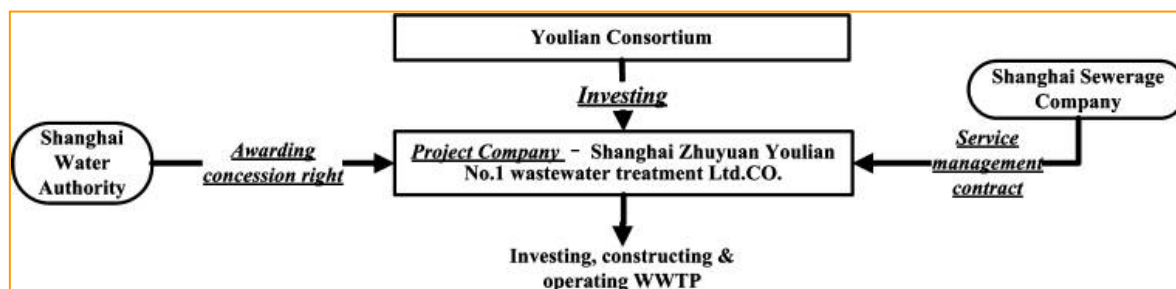 Youlian Consortium
Shanghai Sewerage
Company
Investing
Shanghai
Water
Authority
Awarding
concession right
Project Company - Shanghai Zhuyuan Youlian
No.1 wastewater treatment Ltd.CO.
Service
management
contract
Investing, constructing &
operating WWTP